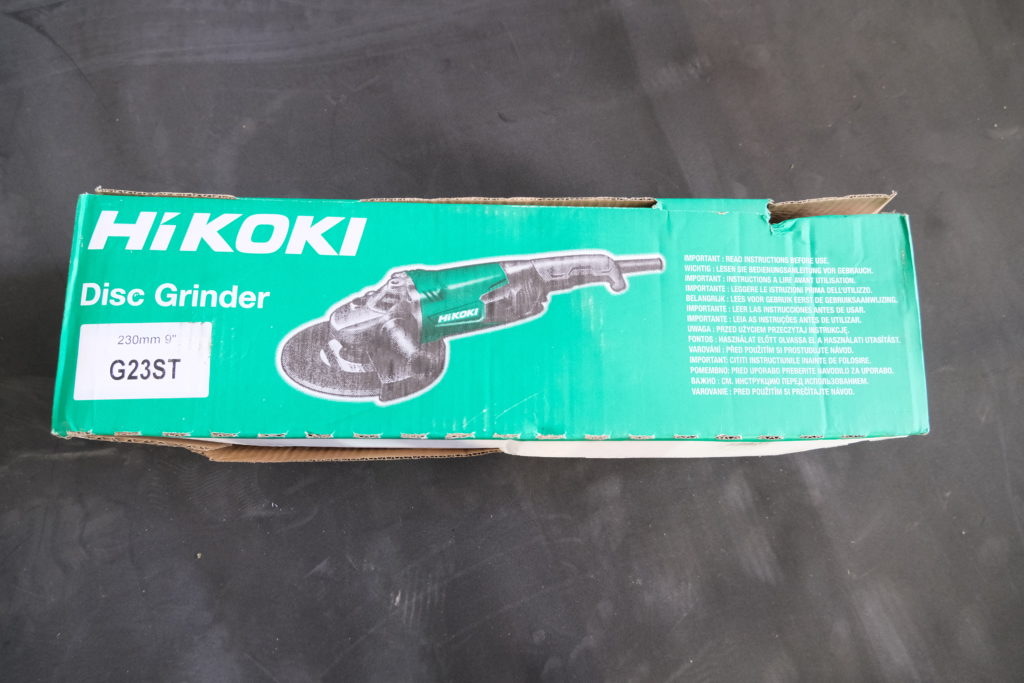 HiKOKI
Disc Grinder
230mm 9"
G23ST
HiKOKI
IMPORTANT : READ INSTRUCTIONS BEFORE USE.
WICHTIG : LESEN SIE BEDIENUNGSANLEITUNG VOR GEBRAUCH.
IMPORTANT : INSTRUCTIONS A LIRE AVANT UTILISATION.
IMPORTANTE : LEGGERE LE ISTRUZIONI PRIMA DELL'UTILIZZO.
BELANGRIJK : LEES VOOR GEBRUIK EERST DE GEBRUIKSAANWIJZING.
IMPORTANTE : LEER LAS INSTRUCCIONES ANTES DE USAR.
IMPORTANTE : LEIA AS INSTRUÇÕES ANTES DE UTILIZAR.
UWAGA : PRZED UŻYCIEM PRZECZYTAJ INSTRUKCJĘ.
FONTOS : HASZNÁLAT ELŐTT OLVASSA EL A HASZNÁLATI UTASÍTÁST.
VAROVÁNÍ : PŘED POUŽITÍM SI PROSTUDUJTE NÁVOD.
IMPORTANT: CITITI INSTRUCTIUNILE INAINTE DE FOLOSIRE.
POMEMBNO: PRED UPORABO PREBERITE NAVODILO ZA UPORABO.
ВАЖНО : СМ. ИНСТРУКЦИЮ ПЕРЕД ИСПОЛЬЗОВАНИЕМ.
VAROVANIE : PRED POUŽITÍM SI PREČÍTAJTE NÁVOD.